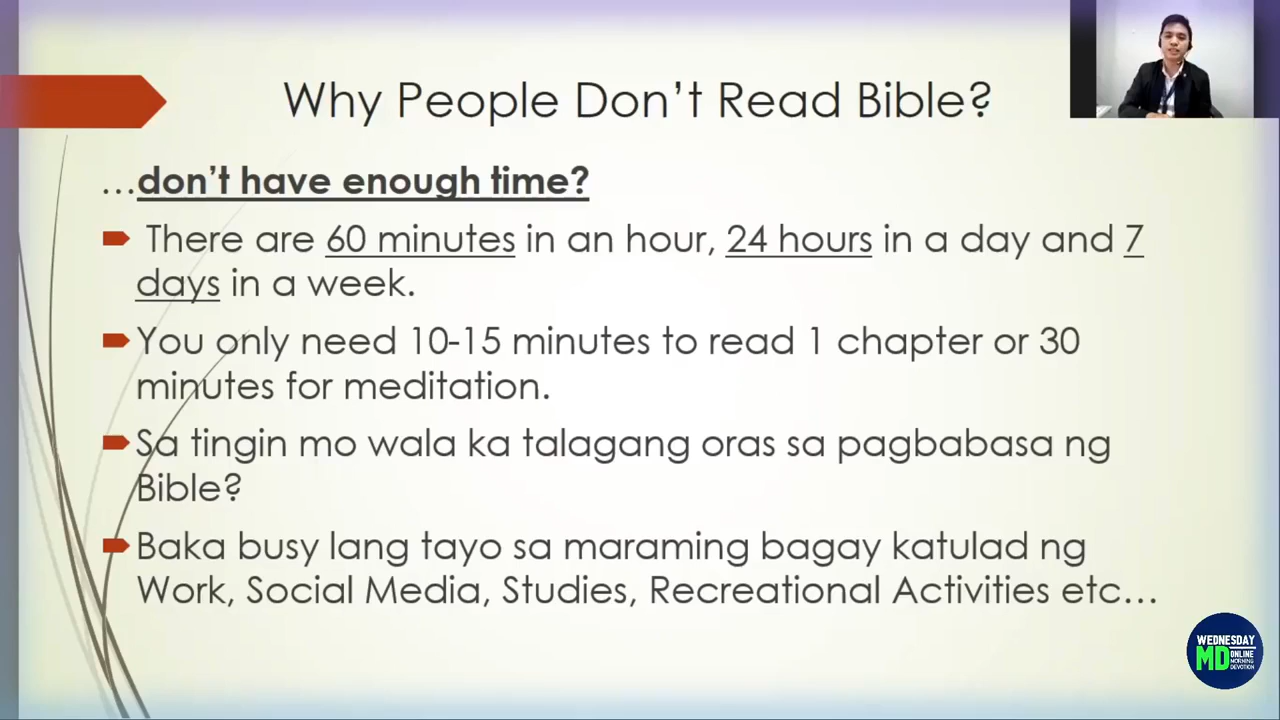 Why People Don't Read Bible?
...don't have enough time?
There are 60 minutes in an hour, 24 hours in a day and 7
days in a week.
You only need 10-15 minutes to read 1 chapter or 30
minutes for meditation.
Sa tingin mo wala ka talagang oras sa pagbabasa ng
Bible?
Baka busy lang tayo sa maraming bagay katulad ng
Work, Social Media, Studies, Recreational Activities etc...
WEDNESDAY
MD ONLINE
MORNING
DEVOTION